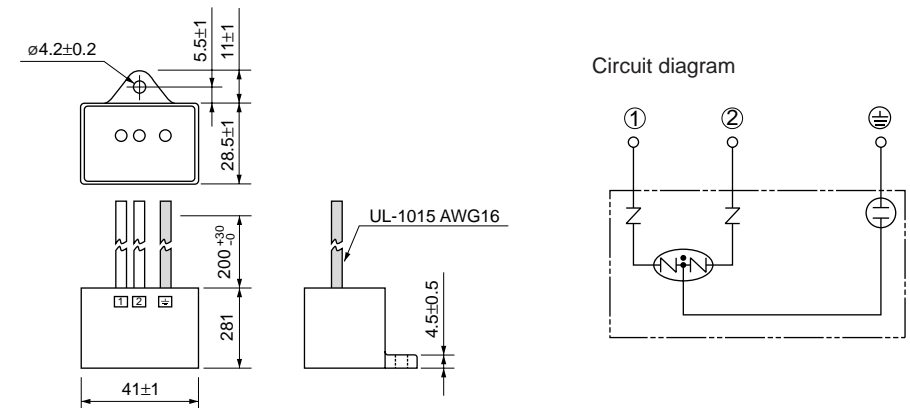 ø4.2±0.2
5.5±1
11±1
28.5±1
Circuit diagram
① ②
UL-1015 AWG16
200 +30 -0
1 2
281
4.5±0.5
41±1